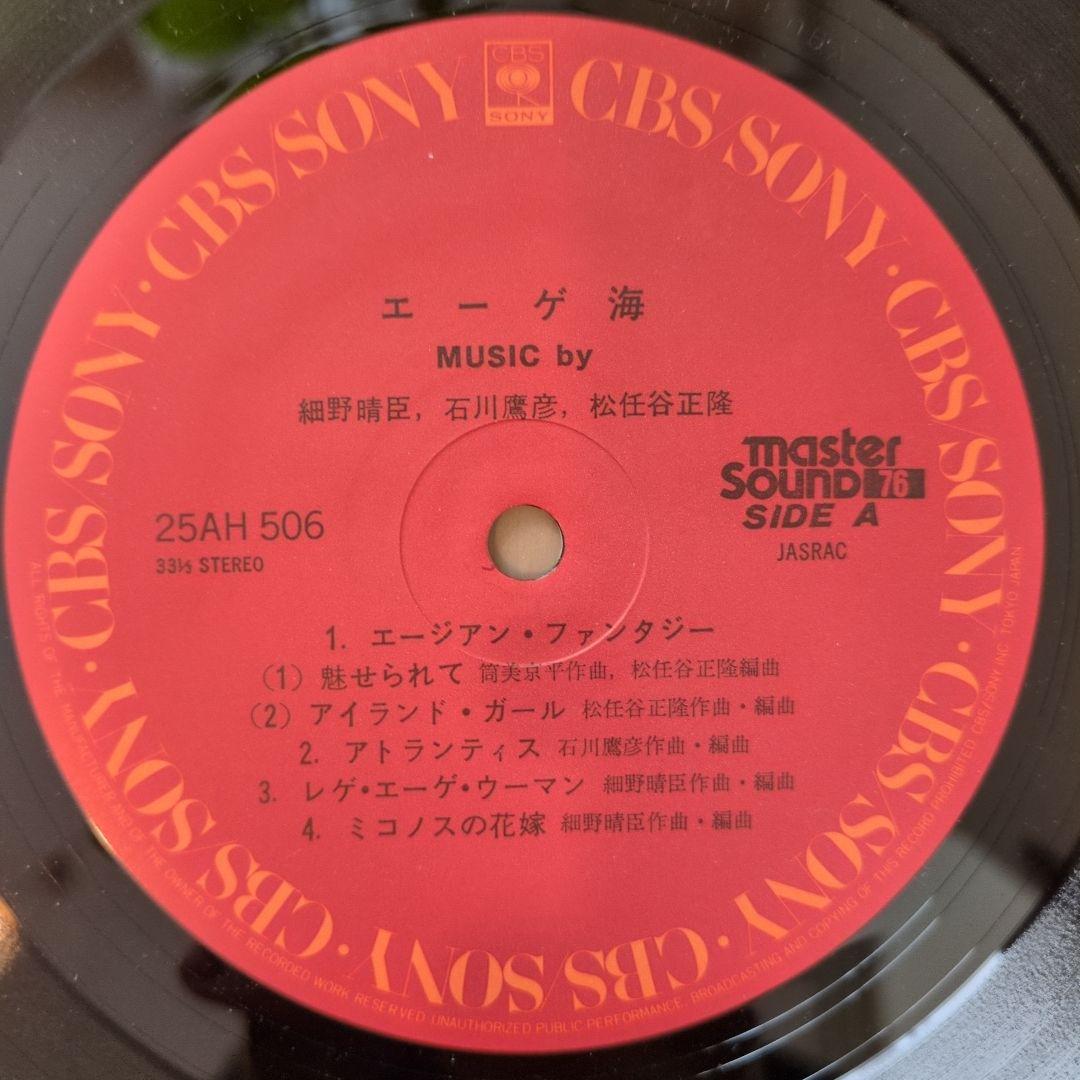 CBS
SONY
CBS/SONY · CBS/SONY · CBS/SONY · CBS/SONY · CBS/SONY · CBS/SONY · CBS/SONY · CBS/SONY
エーゲ海
MUSIC by
細野晴臣, 石川鷹彦, 松任谷正隆
master
SOUND 76
25AH 506
SIDE A
33⅓ STEREO
JASRAC
1. エージアン・ファンタジー
(1) 魅せられて 筒美京平作曲, 松任谷正隆編曲
(2) アイランド・ガール 松任谷正隆作曲・編曲
2. アトランティス 石川鷹彦作曲・編曲
3. レゲ・エーゲ・ウーマン 細野晴臣作曲・編曲
4. ミコノスの花嫁 細野晴臣作曲・編曲
ALL RIGHTS OF THE MANUFACTURER AND OF THE OWNER OF THE RECORDED WORK RESERVED. UNAUTHORIZED PUBLIC PERFORMANCE, BROADCASTING AND COPYING OF THIS RECORD PROHIBITED CBS/SONY INC TOKYO JAPAN